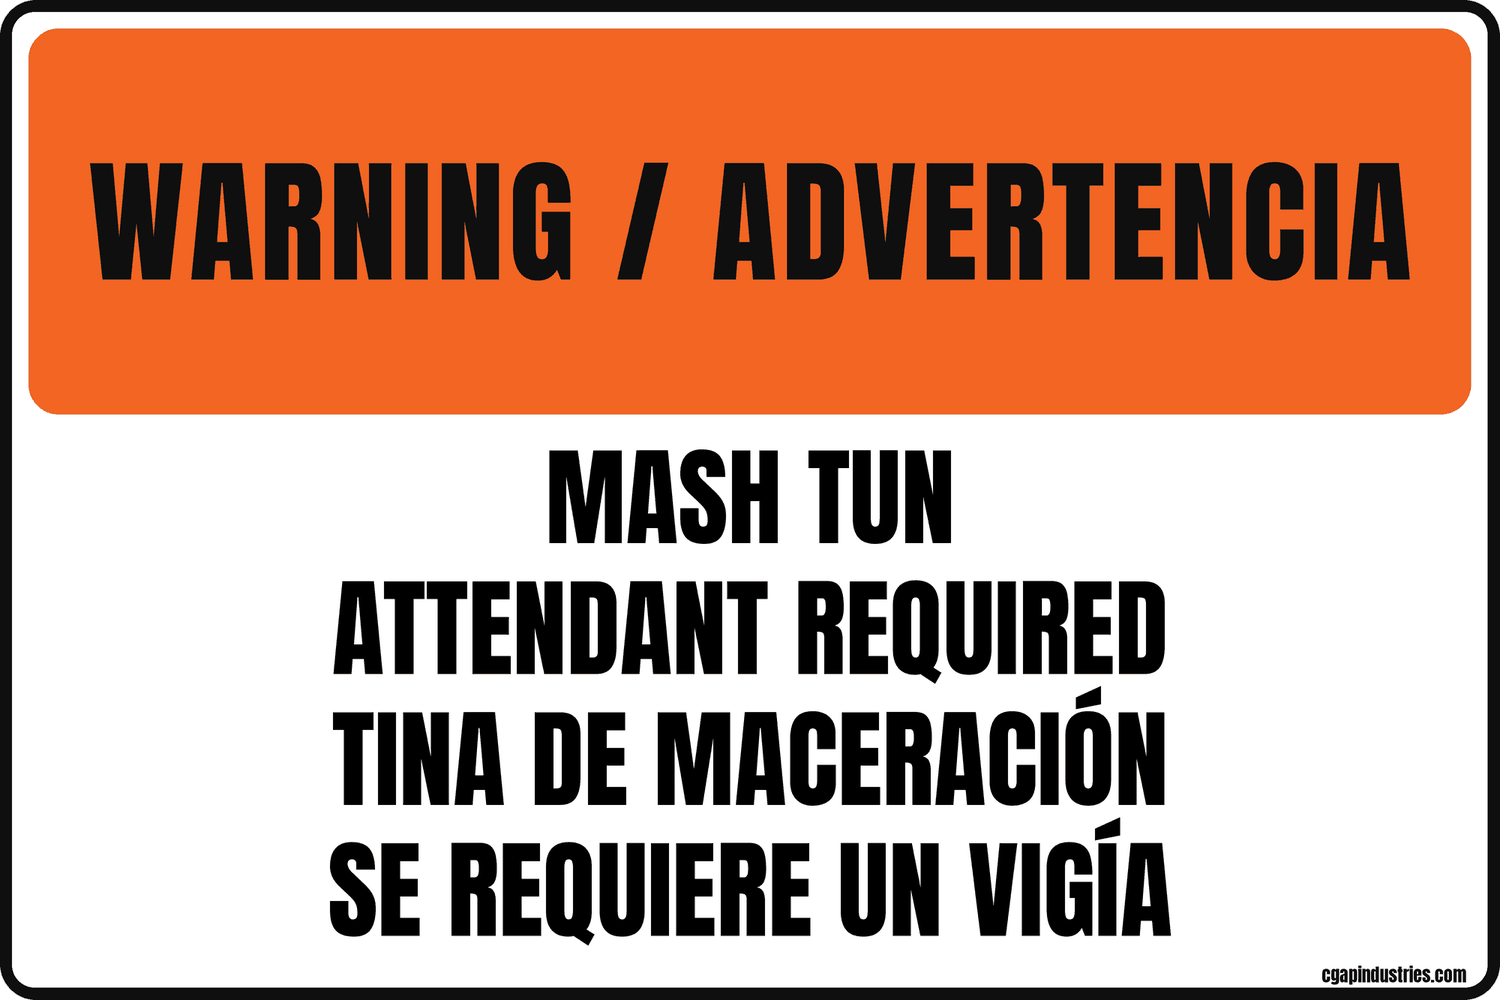 WARNING / ADVERTENCIA
MASH TUN
ATTENDANT REQUIRED
TINA DE MACERACIÓN
SE REQUIERE UN VIGÍA
cgapindustries.com